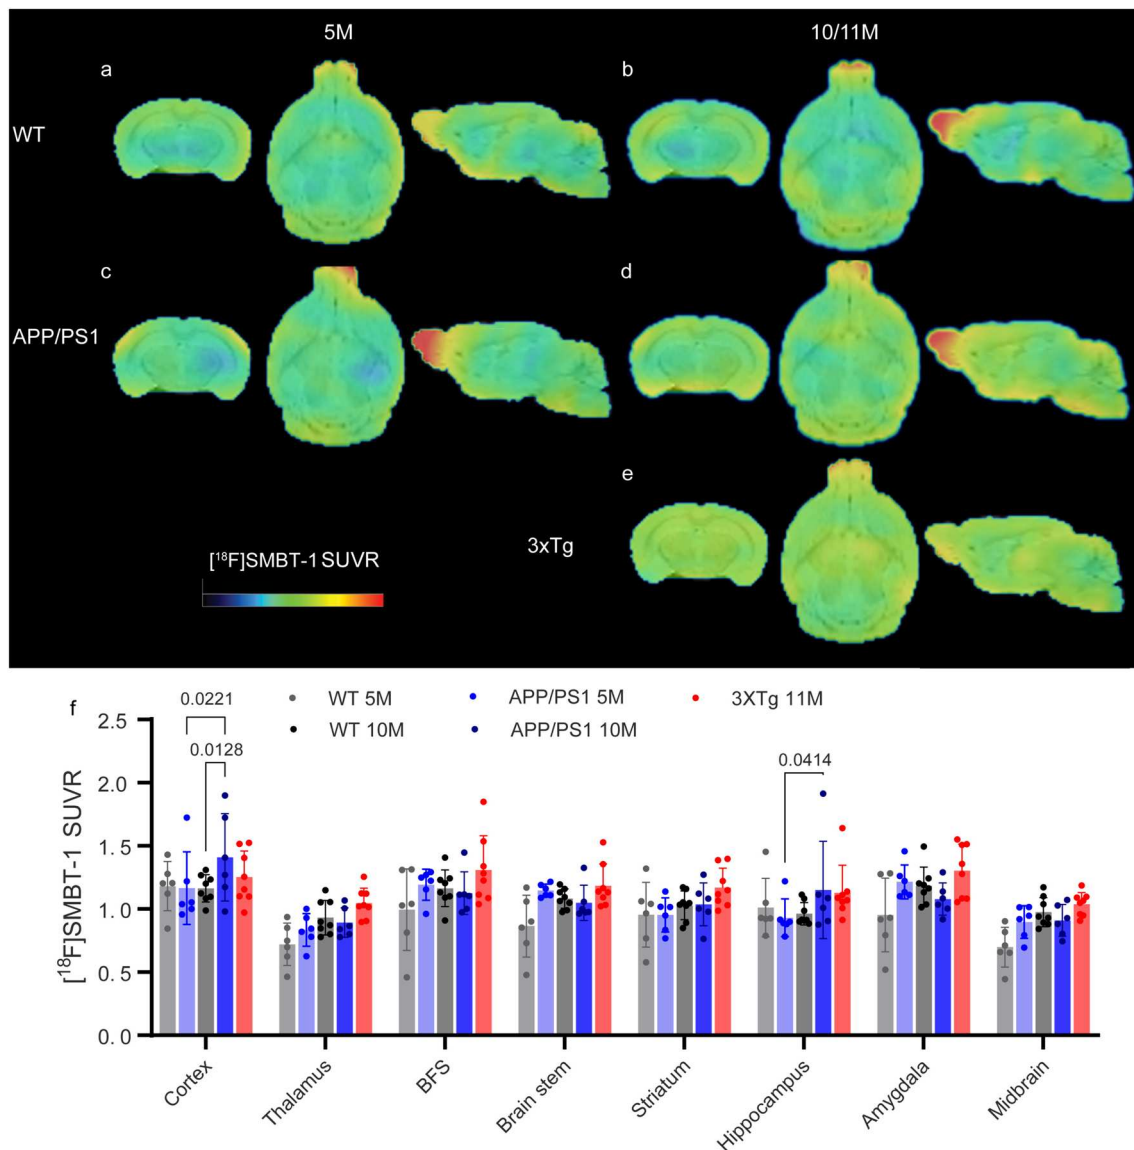 5M 10/11M
a b
WT
c d
APP/PS1
e
[¹⁸F]SMBT-1 SUVR 3xTg
f
0.0221
0.0128
0.0414
WT 5M APP/PS1 5M 3XTg 11M
WT 10M APP/PS1 10M
[¹⁸F]SMBT-1 SUVR
2.5
2.0
1.5
1.0
0.5
0.0
Cortex
Thalamus
BFS
Brain stem
Striatum
Hippocampus
Amygdala
Midbrain